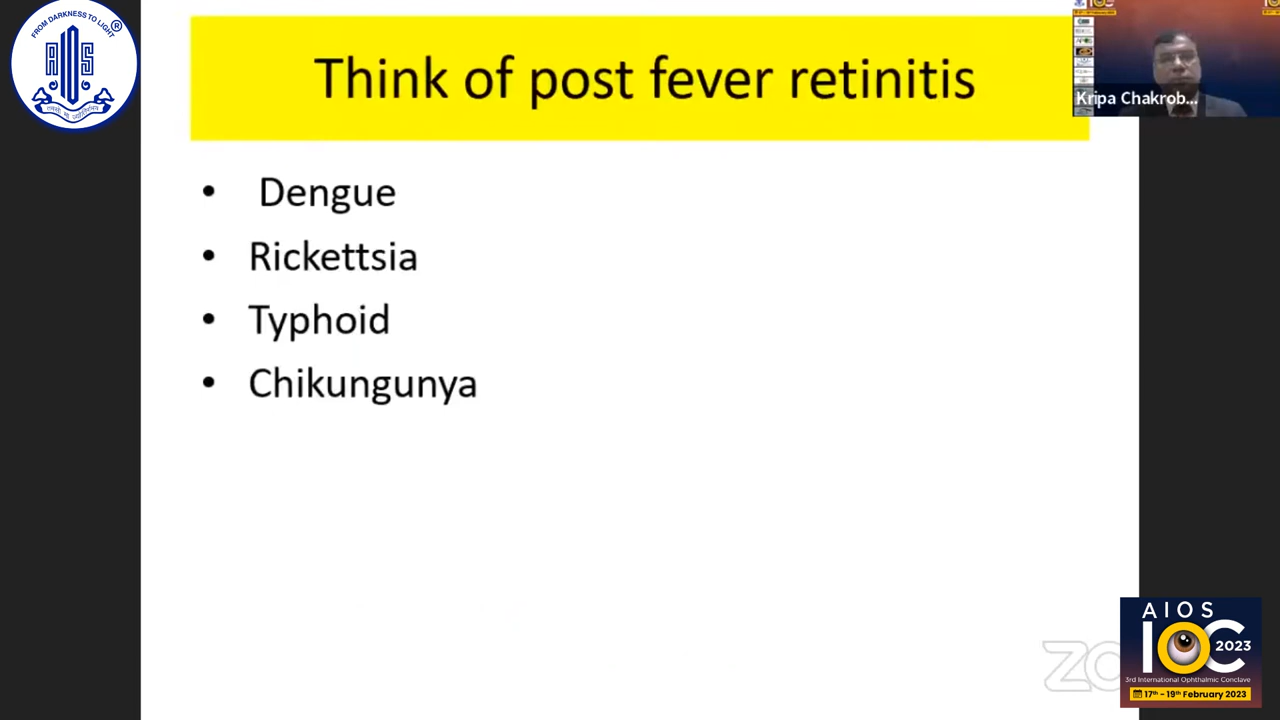 FROM DARKNESS TO LIGHT
®
AIOS
Think of post fever retinitis
Kripa Chakrob...
• Dengue
• Rickettsia
• Typhoid
• Chikungunya
AIOS
IOC
2023
3rd International Ophthalmic Conclave
17th - 19th February 2023